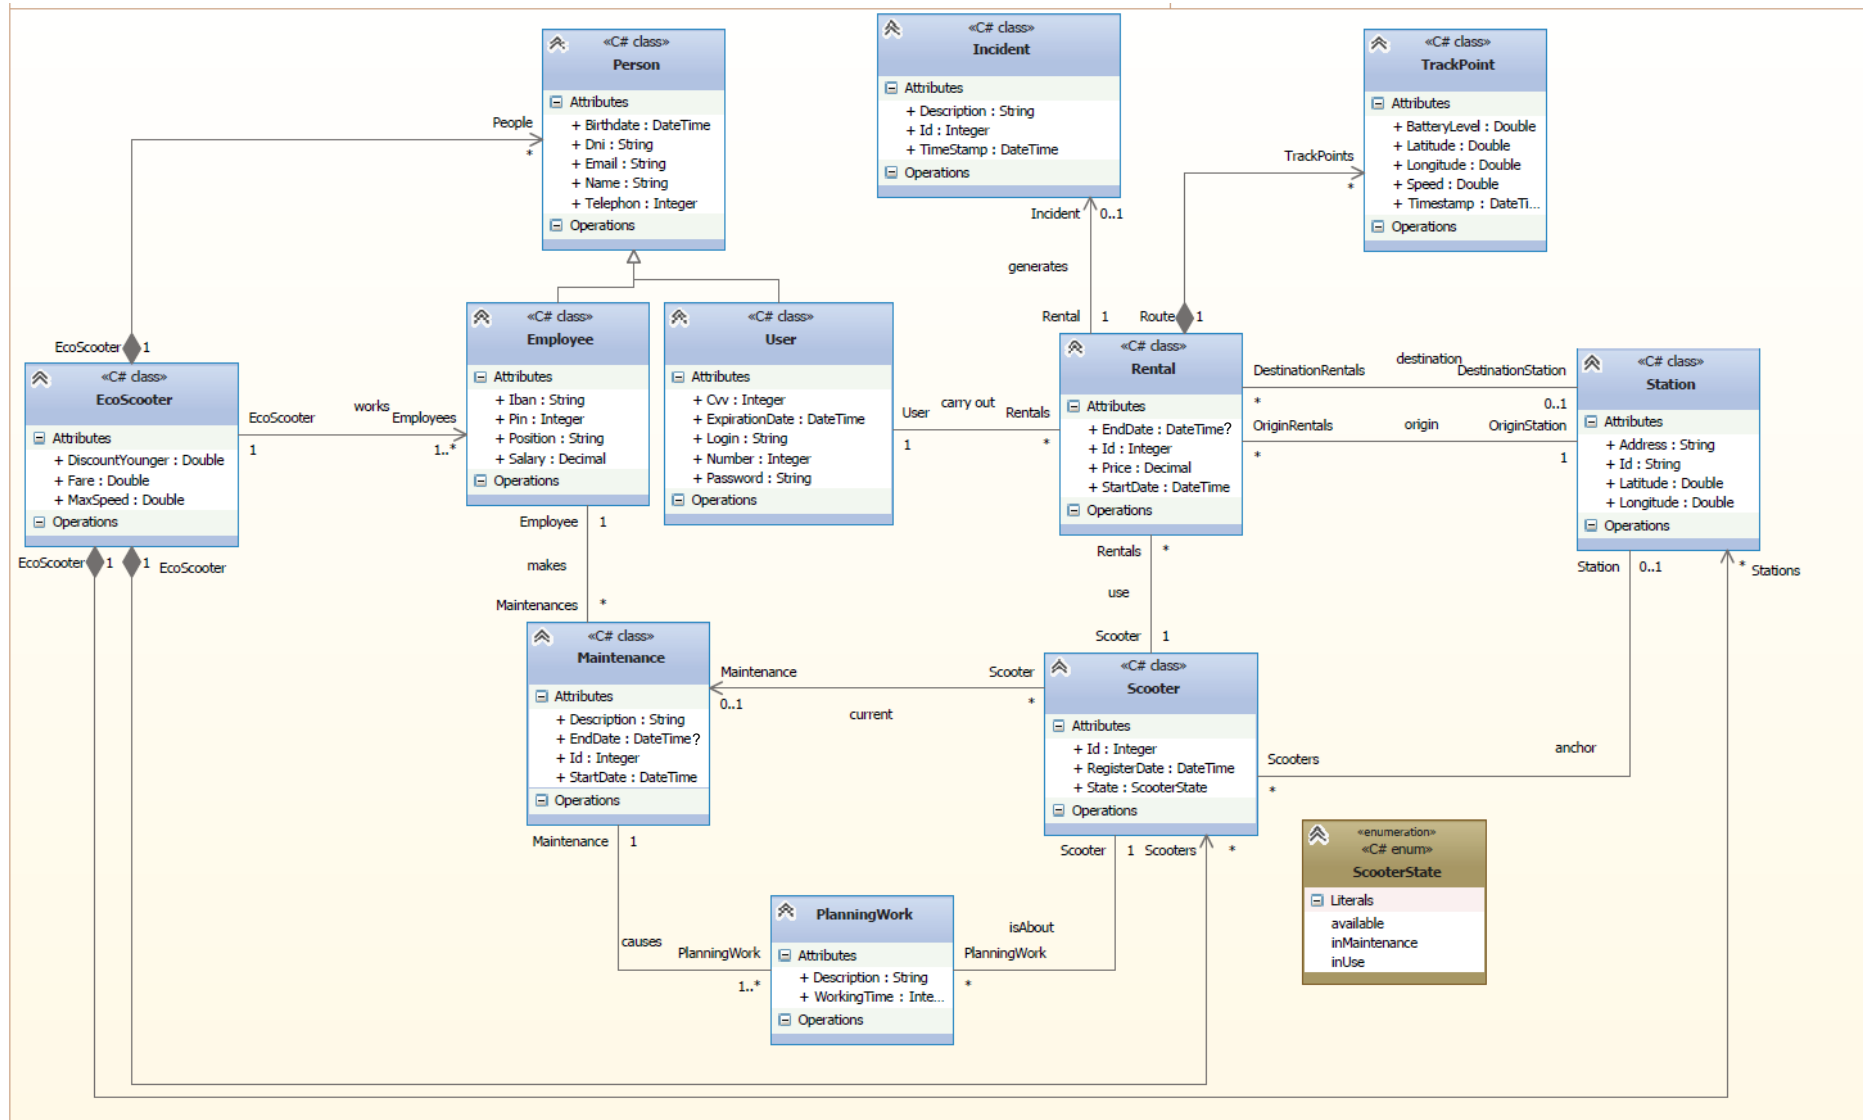 «C# class»
Person
Attributes
+ Birthdate : DateTime
+ Dni : String
+ Email : String
+ Name : String
+ Telephon : Integer
Operations
«C# class»
Incident
Attributes
+ Description : String
+ Id : Integer
+ TimeStamp : DateTime
Operations
«C# class»
TrackPoint
Attributes
+ BatteryLevel : Double
+ Latitude : Double
+ Longitude : Double
+ Speed : Double
+ Timestamp : DateTi...
Operations
People
*
TrackPoints
*
Incident
0..1
generates
Rental
1
Route
1
EcoScooter
1
«C# class»
EcoScooter
Attributes
+ DiscountYounger : Double
+ Fare : Double
+ MaxSpeed : Double
Operations
EcoScooter
1
works
Employees
1..*
«C# class»
Employee
Attributes
+ Iban : String
+ Pin : Integer
+ Position : String
+ Salary : Decimal
Operations
«C# class»
User
Attributes
+ Cvv : Integer
+ ExpirationDate : DateTime
+ Login : String
+ Number : Integer
+ Password : String
Operations
User
1
carry out
Rentals
*
«C# class»
Rental
Attributes
+ EndDate : DateTime?
+ Id : Integer
+ Price : Decimal
+ StartDate : DateTime
Operations
DestinationRentals
*
destination
DestinationStation
0..1
OriginRentals
*
origin
OriginStation
1
«C# class»
Station
Attributes
+ Address : String
+ Id : String
+ Latitude : Double
+ Longitude : Double
Operations
EcoScooter
1
1
EcoScooter
Employee
1
makes
Maintenances
*
Rentals
*
use
Scooter
1
Station
0..1
*
Stations
«C# class»
Maintenance
Attributes
+ Description : String
+ EndDate : DateTime?
+ Id : Integer
+ StartDate : DateTime
Operations
Maintenance
0..1
current
Scooter
*
«C# class»
Scooter
Attributes
+ Id : Integer
+ RegisterDate : DateTime
+ State : ScooterState
Operations
Scooters
*
anchor
Maintenance
1
causes
PlanningWork
1..*
PlanningWork
Attributes
+ Description : String
+ WorkingTime : Inte...
Operations
Scooter
1
Scooters
*
isAbout
PlanningWork
*
«enumeration»
«C# enum»
ScooterState
Literals
available
inMaintenance
inUse